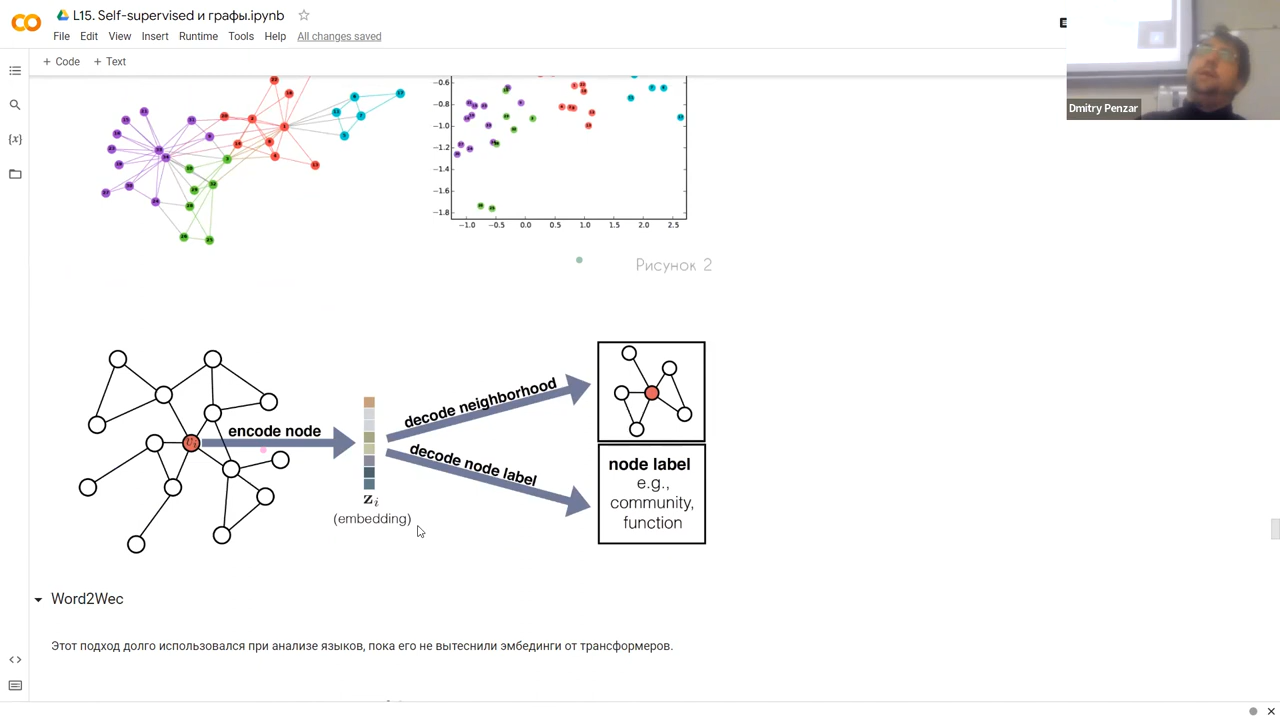 L15. Self-supervised и графы.ipynb
File Edit View Insert Runtime Tools Help All changes saved
+ Code + Text
Dmitry Penzar
−0.6
−0.8
−1.0
−1.2
−1.4
−1.6
−1.8
−1.0 −0.5 0.0 0.5 1.0 1.5 2.0 2.5
Рисунок 2
encode node
decode neighborhood
decode node label
z i
(embedding)
node label
e.g.,
community,
function
Word2Wec
Этот подход долго использовался при анализе языков, пока его не вытеснили эмбединги от трансформеров.